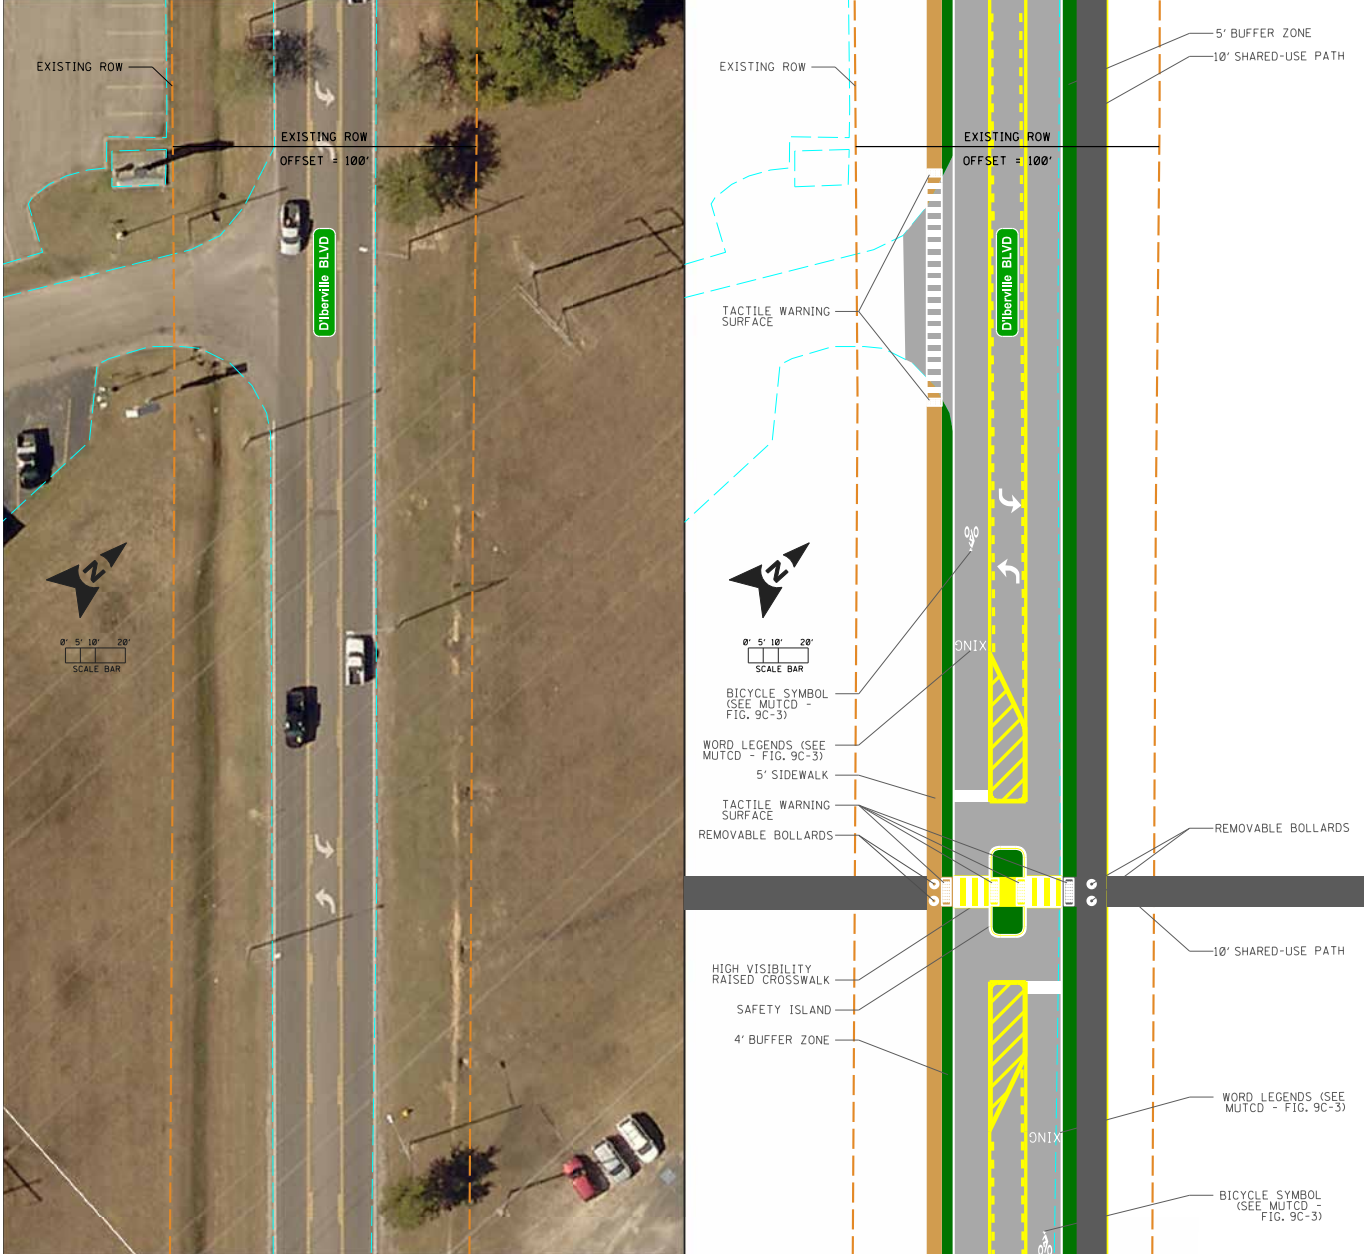 EXISTING ROW
EXISTING ROW
OFFSET = 100'
D'Iberville BLVD
N
0' 5' 10' 20'
SCALE BAR
5' BUFFER ZONE
10' SHARED-USE PATH
EXISTING ROW
EXISTING ROW
OFFSET = 100'
D'Iberville BLVD
TACTILE WARNING
SURFACE
N
0' 5' 10' 20'
SCALE BAR
XING
BICYCLE SYMBOL
(SEE MUTCD -
FIG. 9C-3)
WORD LEGENDS (SEE
MUTCD - FIG. 9C-3)
5' SIDEWALK
TACTILE WARNING
SURFACE
REMOVABLE BOLLARDS
REMOVABLE BOLLARDS
10' SHARED-USE PATH
HIGH VISIBILITY
RAISED CROSSWALK
SAFETY ISLAND
4' BUFFER ZONE
WORD LEGENDS (SEE
MUTCD - FIG. 9C-3)
XING
BICYCLE SYMBOL
(SEE MUTCD -
FIG. 9C-3)